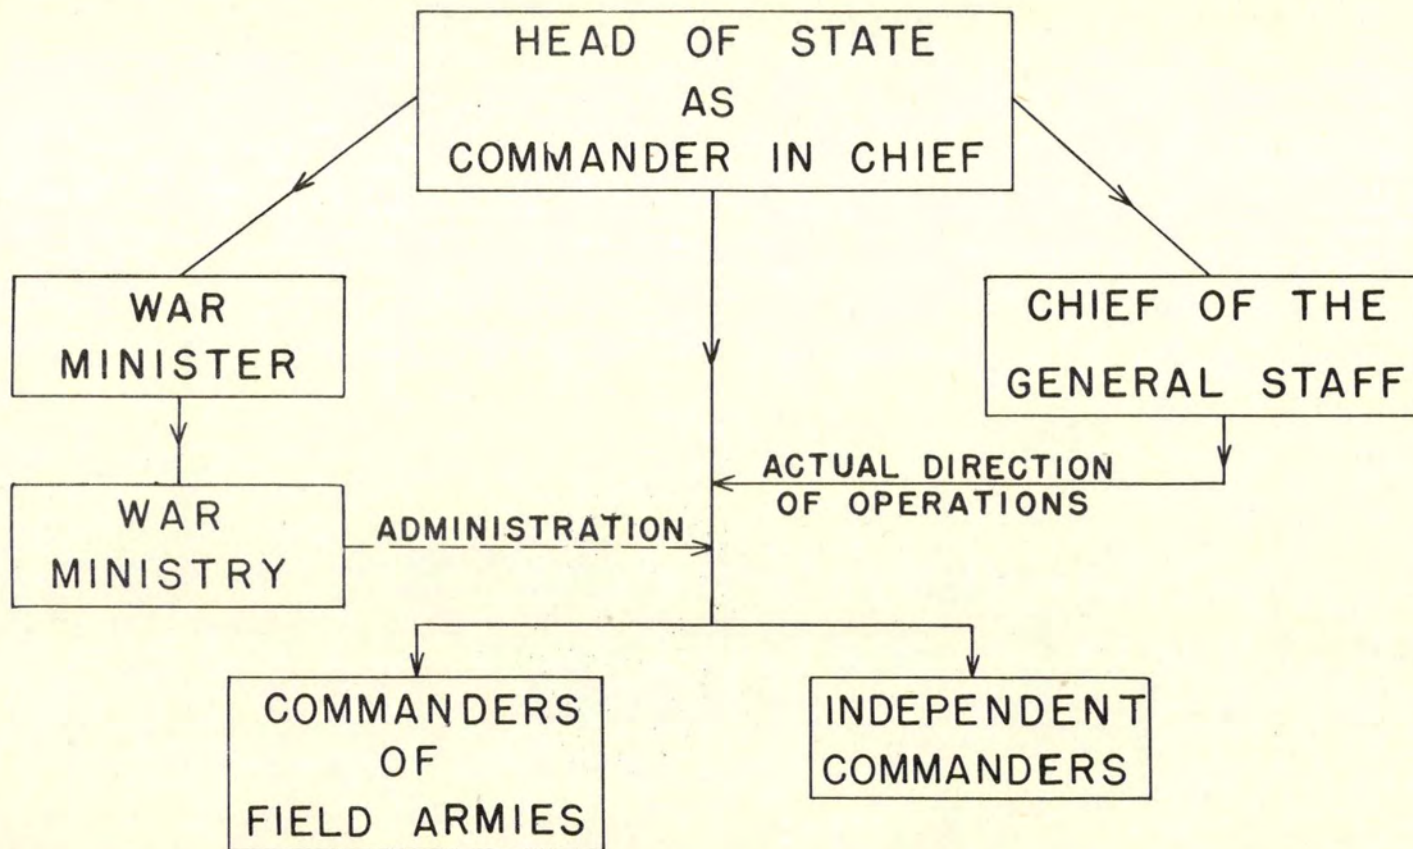 HEAD OF STATE
AS
COMMANDER IN CHIEF
WAR
MINISTER
CHIEF OF THE
GENERAL STAFF
ACTUAL DIRECTION
OF OPERATIONS
WAR
MINISTRY
ADMINISTRATION
COMMANDERS
OF
FIELD ARMIES
INDEPENDENT
COMMANDERS